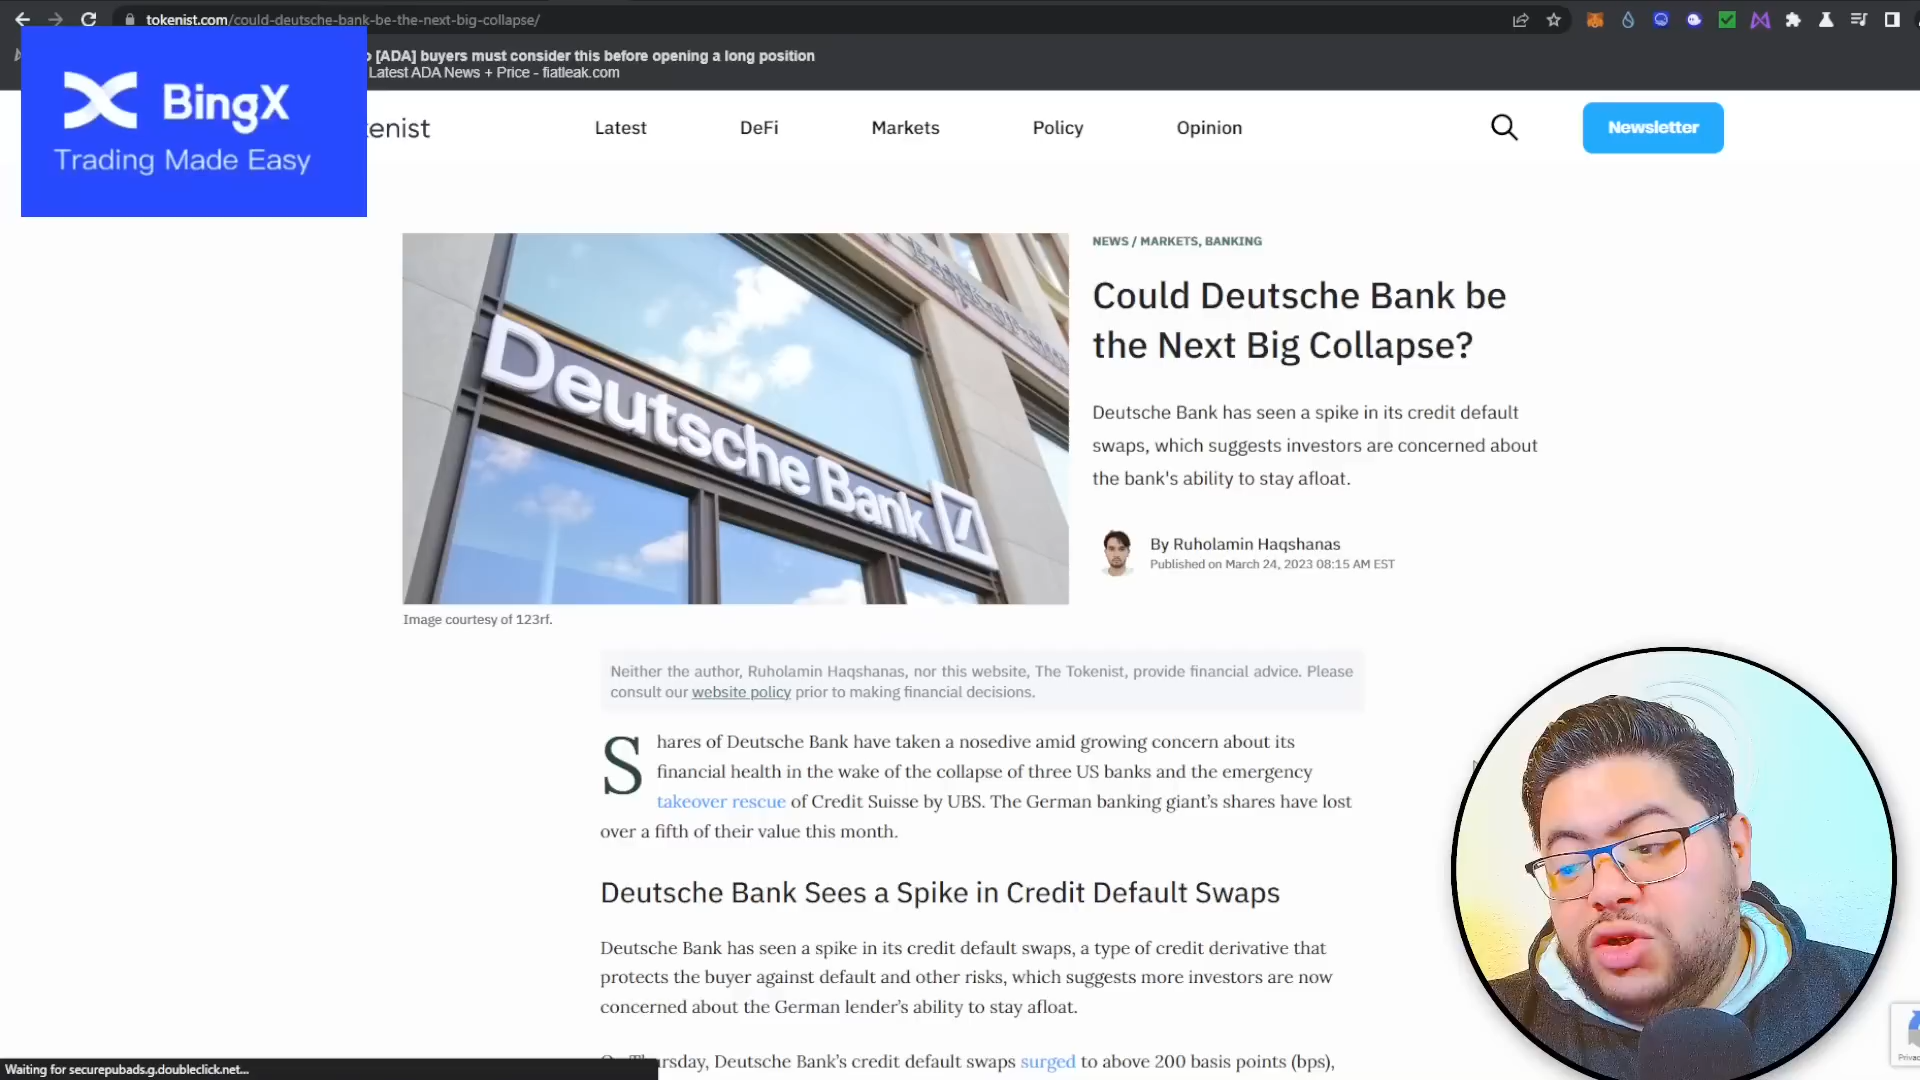 tokenist.com/could-deutsche-bank-be-the-next-big-collapse/
[ADA] buyers must consider this before opening a long position
Latest ADA News + Price - fiatleak.com
BingX
Trading Made Easy
kenist
Latest
DeFi
Markets
Policy
Opinion
Newsletter
NEWS / MARKETS, BANKING
Could Deutsche Bank be
the Next Big Collapse?
Deutsche Bank has seen a spike in its credit default
swaps, which suggests investors are concerned about
the bank's ability to stay afloat.
By Ruholamin Haqshanas
Published on March 24, 2023 08:15 AM EST
Deutsche Bank
Image courtesy of 123rf.
Neither the author, Ruholamin Haqshanas, nor this website, The Tokenist, provide financial advice. Please
consult our website policy prior to making financial decisions.
Shares of Deutsche Bank have taken a nosedive amid growing concern about its
financial health in the wake of the collapse of three US banks and the emergency
takeover rescue of Credit Suisse by UBS. The German banking giant's shares have lost
over a fifth of their value this month.
Deutsche Bank Sees a Spike in Credit Default Swaps
Deutsche Bank has seen a spike in its credit default swaps, a type of credit derivative that
protects the buyer against default and other risks, which suggests more investors are now
concerned about the German lender's ability to stay afloat.
rsday, Deutsche Bank's credit default swaps surged to above 200 basis points (bps),
Waiting for securepubads.g.doubleclick.net...